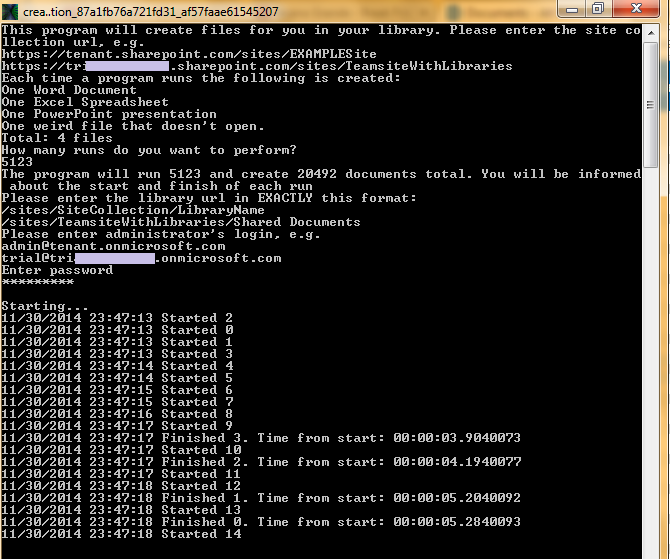 crea..tion_87a1fb76a721fd31_af57faae61545207
This program will create files for you in your library. Please enter the site co
llection url, e.g.
https://tenant.sharepoint.com/sites/EXAMPLESite
https://tri .sharepoint.com/sites/TeamsiteWithLibraries
Each time a program runs the following is created:
One Word Document
One Excel Spreadsheet
One PowerPoint presentation
One weird file that doesn't open.
Total: 4 files
How many runs do you want to perform?
5123
The program will run 5123 and create 20492 documents total. You will be informed
about the start and finish of each run
Please enter the library url in EXACTLY this format:
/sites/SiteCollection/LibraryName
/sites/TeamsiteWithLibraries/Shared Documents
Please enter administrator's login, e.g.
admin@tenant.onmicrosoft.com
trial@tri .onmicrosoft.com
Enter password
*********
Starting...
11/30/2014 23:47:13 Started 2
11/30/2014 23:47:13 Started 0
11/30/2014 23:47:13 Started 1
11/30/2014 23:47:13 Started 3
11/30/2014 23:47:14 Started 4
11/30/2014 23:47:14 Started 5
11/30/2014 23:47:15 Started 6
11/30/2014 23:47:15 Started 7
11/30/2014 23:47:16 Started 8
11/30/2014 23:47:17 Started 9
11/30/2014 23:47:17 Finished 3. Time from start: 00:00:03.9040073
11/30/2014 23:47:17 Started 10
11/30/2014 23:47:17 Finished 2. Time from start: 00:00:04.1940077
11/30/2014 23:47:17 Started 11
11/30/2014 23:47:18 Started 12
11/30/2014 23:47:18 Finished 1. Time from start: 00:00:05.2040092
11/30/2014 23:47:18 Started 13
11/30/2014 23:47:18 Finished 0. Time from start: 00:00:05.2840093
11/30/2014 23:47:18 Started 14